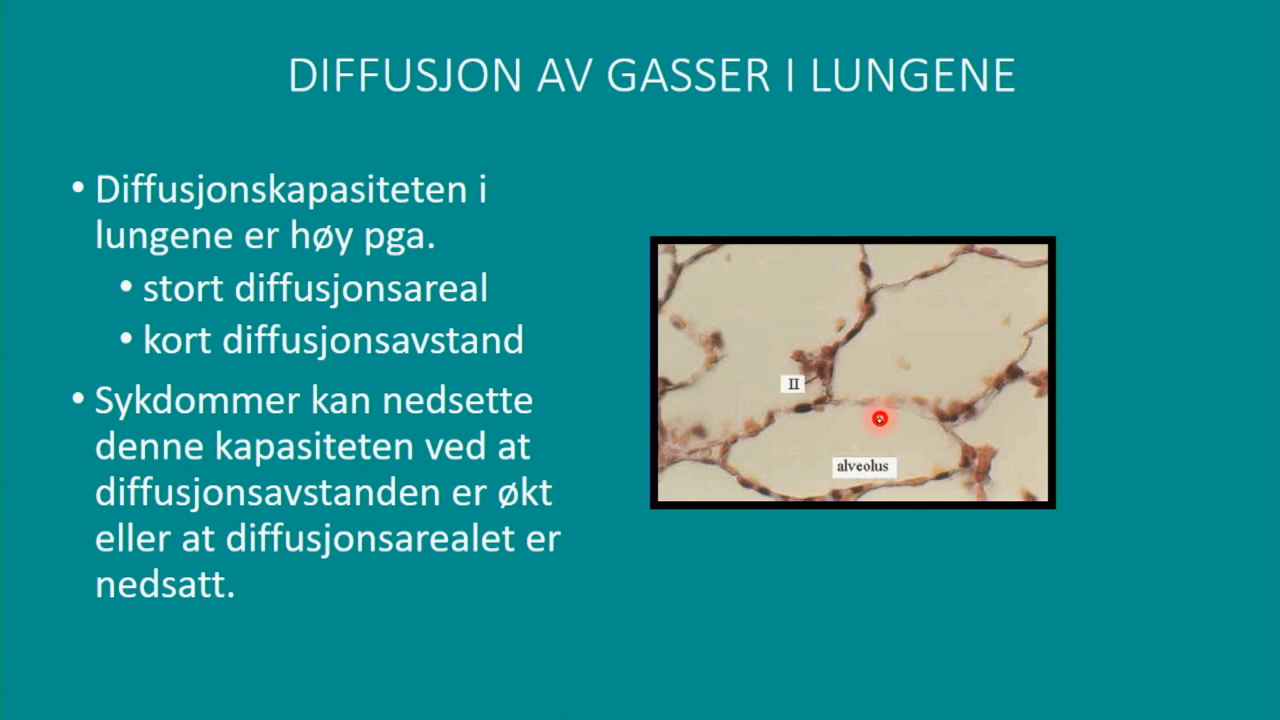 DIFFUSJON AV GASSER I LUNGENE
• Diffusjonskapasiteten i
lungene er høy pga.
• stort diffusjonsareal
• kort diffusjonsavstand
• Sykdommer kan nedsette
denne kapasiteten ved at
diffusjonsavstanden er økt
eller at diffusjonsarealet er
nedsatt.
II
alveolus